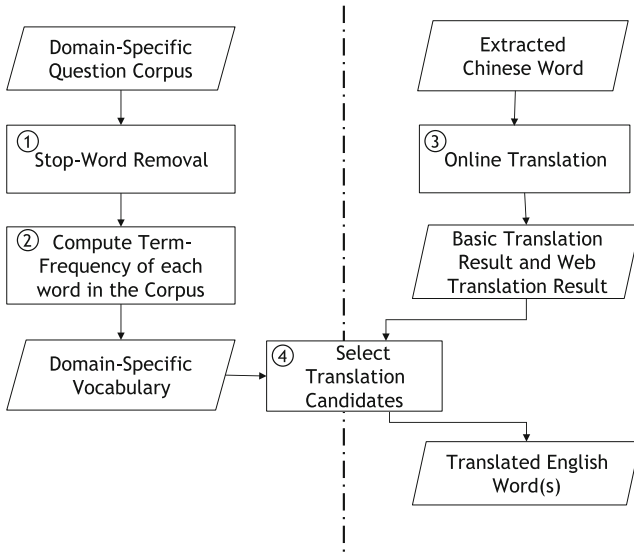 Domain-Specific
Question Corpus
1
Stop-Word Removal
2
Compute Term-
Frequency of each
word in the Corpus
Domain-Specific
Vocabulary
Extracted
Chinese Word
3
Online Translation
Basic Translation
Result and Web
Translation Result
4
Select
Translation
Candidates
Translated English
Word(s)